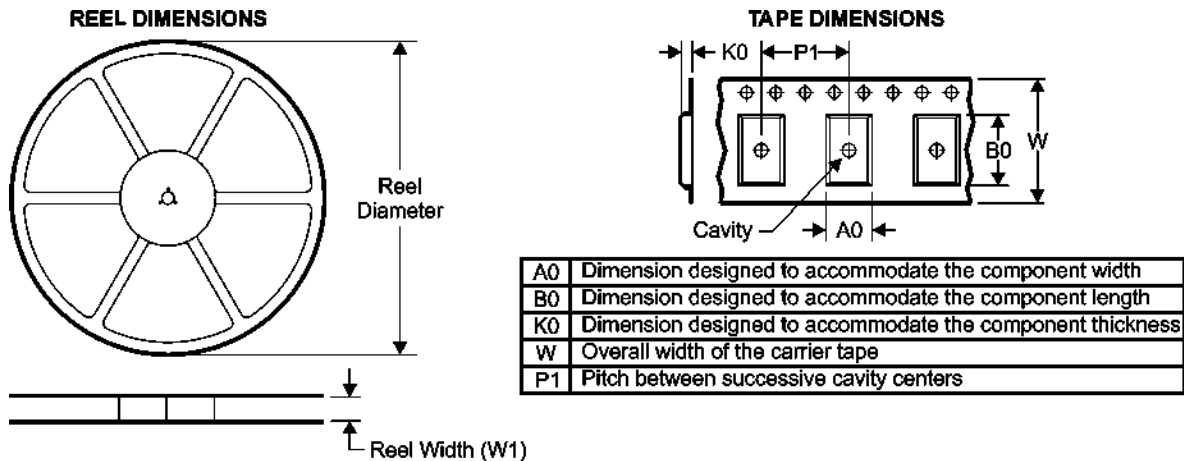 REEL DIMENSIONS
Reel
Diameter
Reel Width (W1)
TAPE DIMENSIONS
K0
P1
B0
W
Cavity
A0
A0 Dimension designed to accommodate the component width
B0 Dimension designed to accommodate the component length
K0 Dimension designed to accommodate the component thickness
W Overall width of the carrier tape
P1 Pitch between successive cavity centers